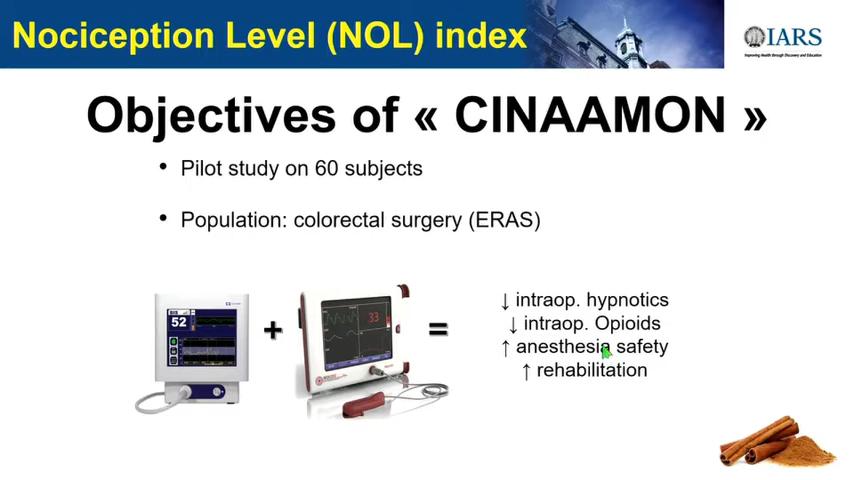 Nociception Level (NOL) index
IARS
Improving Health through Discovery and Education
Objectives of « CINAAMON »
• Pilot study on 60 subjects
• Population: colorectal surgery (ERAS)
52
+
33
=
↓ intraop. hypnotics
↓ intraop. Opioids
↑ anesthesia safety
↑ rehabilitation